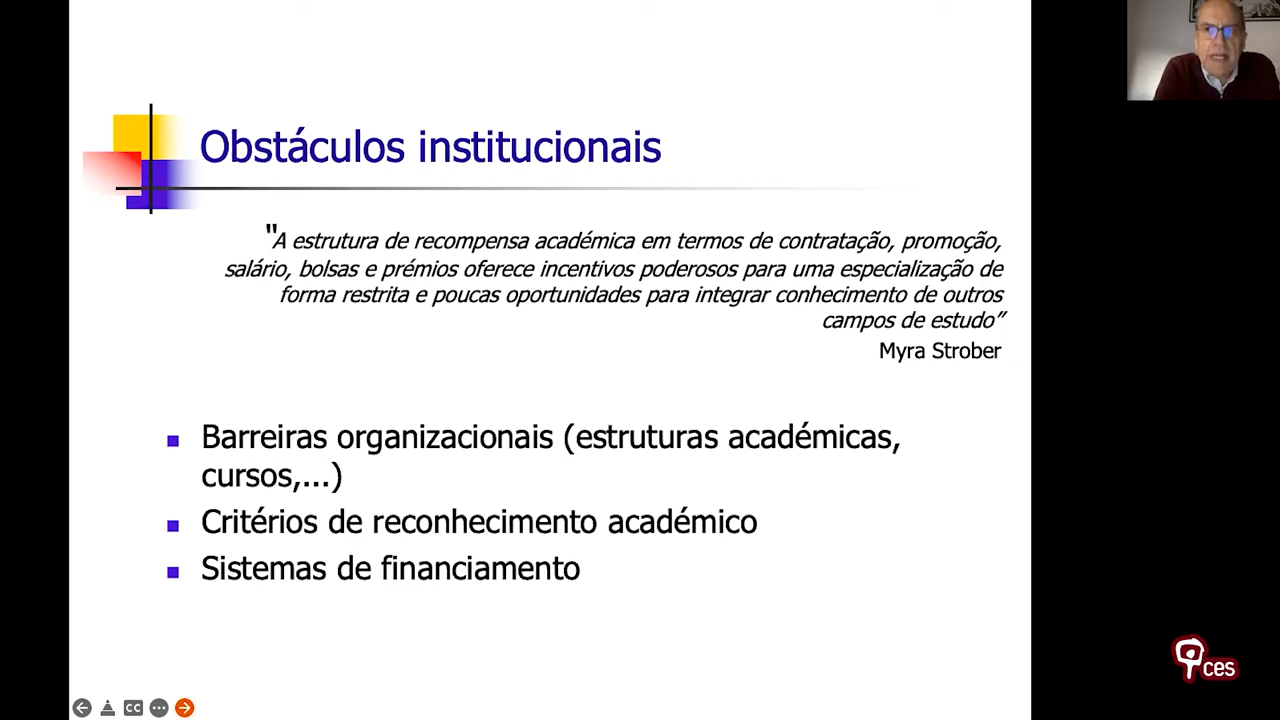 Obstáculos institucionais
"A estrutura de recompensa académica em termos de contratação, promoção,
salário, bolsas e prémios oferece incentivos poderosos para uma especialização de
forma restrita e poucas oportunidades para integrar conhecimento de outros
campos de estudo”
Myra Strober
Barreiras organizacionais (estruturas académicas,
cursos,...)
Critérios de reconhecimento académico
Sistemas de financiamento
CC
ces